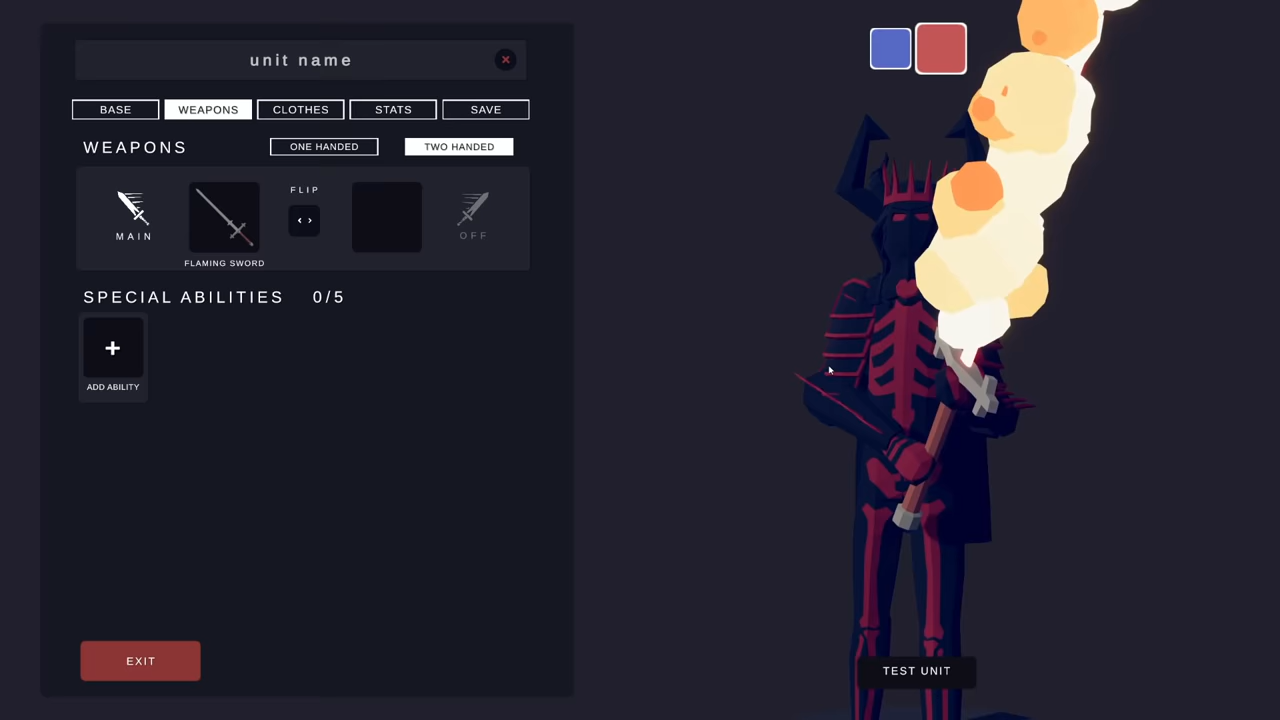 unit name
BASE
WEAPONS
CLOTHES
STATS
SAVE
WEAPONS
ONE HANDED
TWO HANDED
MAIN
FLIP
OFF
FLAMING SWORD
SPECIAL ABILITIES 0/5
+
ADD ABILITY
EXIT
TEST UNIT